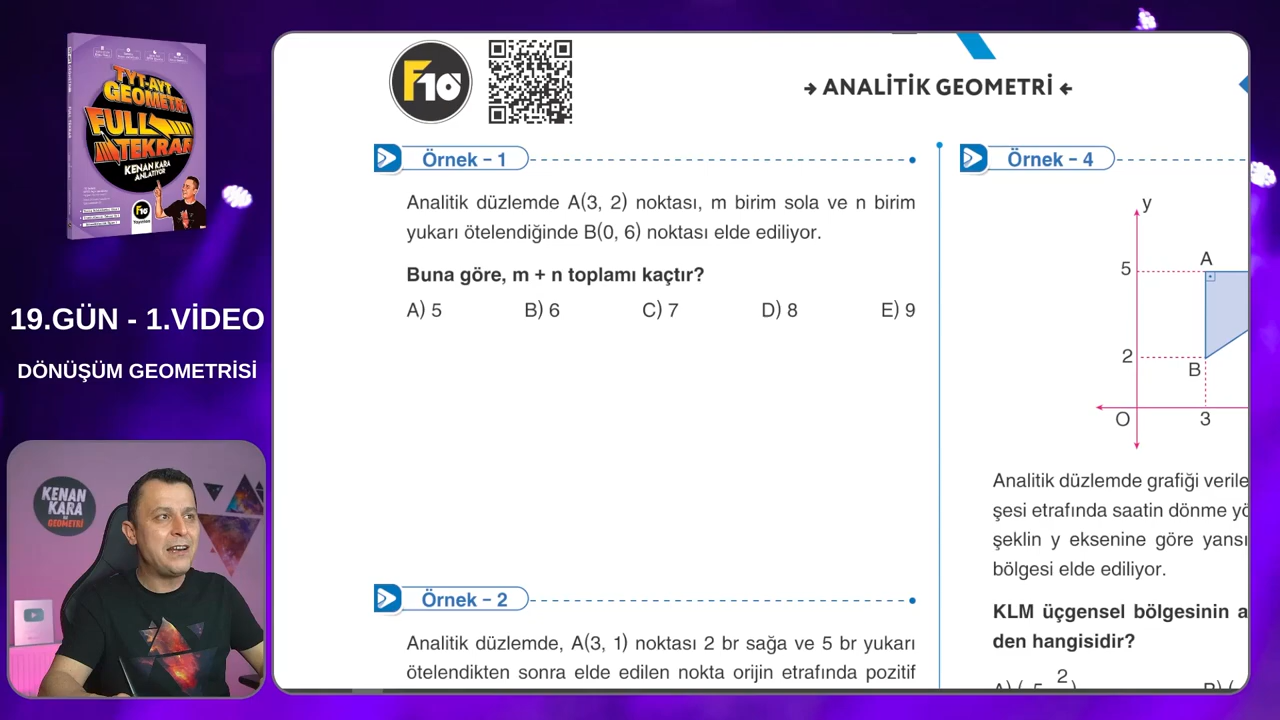 TYT-AYT
GEOMETRİ
FULL
TEKRAR
KENAN KARA
ANLATIYOR
F10
19.GÜN - 1.VİDEO
DÖNÜŞÜM GEOMETRİSİ
KENAN
KARA
GEOMETRİ
F10
ANALİTİK GEOMETRİ
Örnek – 1
Analitik düzlemde A(3, 2) noktası, m birim sola ve n birim
yukarı ötelendiğinde B(0, 6) noktası elde ediliyor.
Buna göre, m + n toplamı kaçtır?
A) 5 B) 6 C) 7 D) 8 E) 9
Örnek – 2
Analitik düzlemde, A(3, 1) noktası 2 br sağa ve 5 br yukarı
ötelendikten sonra elde edilen nokta orijin etrafında pozitif
Örnek – 4
y
A
5
2
B
O
3
Analitik düzlemde grafiği verile
şesi etrafında saatin dönme yö
şeklin y eksenine göre yansı
bölgesi elde ediliyor.
KLM üçgensel bölgesinin a
den hangisidir?